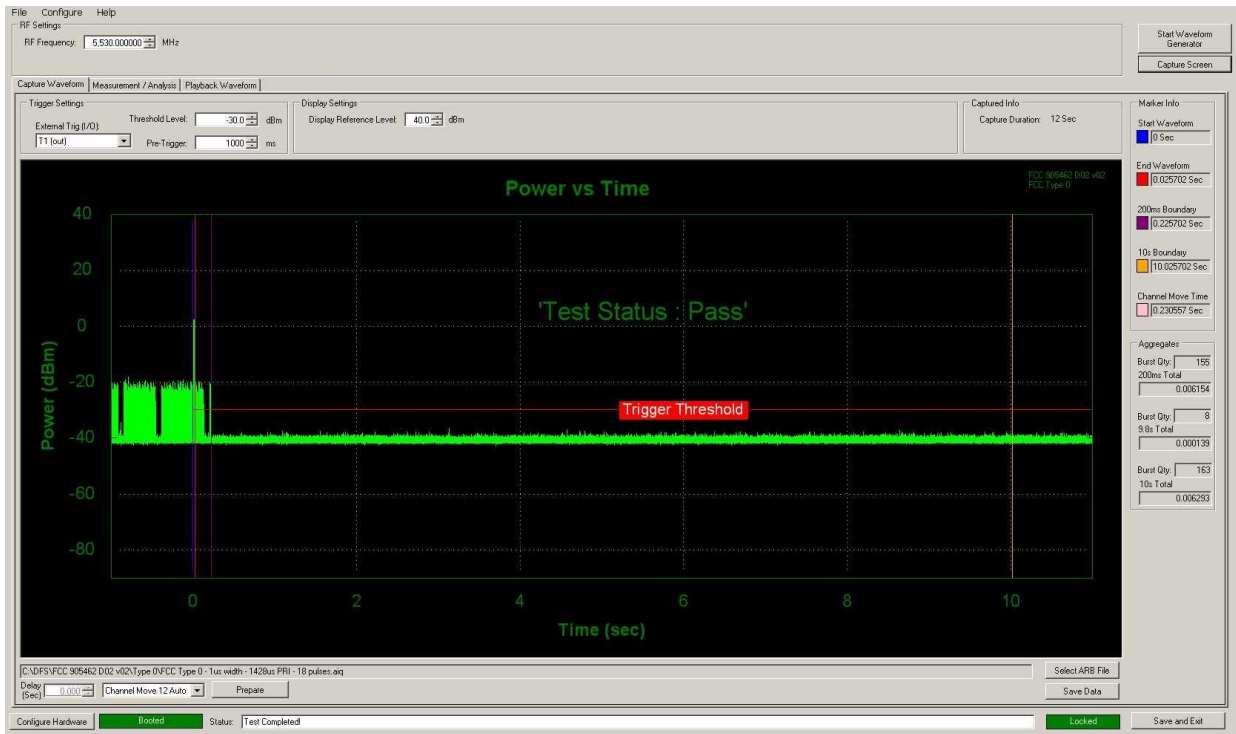 File Configure Help
RF Settings
RF Frequency: 5,530.000000 MHz
Start Waveform Generator
Capture Screen
Capture Waveform Measurement / Analysis Playback Waveform
Trigger Settings
External Trig (I/O):
T1 (out)
Threshold Level: -30.0 dBm
Pre-Trigger: 1000 ms
Display Settings
Display Reference Level: 40.0 dBm
Captured Info
Capture Duration: 12 Sec
Marker Info
Start Waveform
0 Sec
End Waveform
0.025702 Sec
200ms Boundary
0.225702 Sec
10s Boundary
10.025702 Sec
Channel Move Time
0.230557 Sec
Aggregates
Burst Qty: 155
200ms Total
0.006154
Burst Qty: 8
9.8s Total
0.000139
Burst Qty: 163
10s Total
0.006293
Power vs Time
FCC 905462 D02 v02
FCC Type 0
'Test Status : Pass'
Trigger Threshold
Power (dBm)
40
20
0
-20
-40
-60
-80
0 2 4 6 8 10
Time (sec)
C:\DFS\FCC 905462 D02 v02\Type 0\FCC Type 0 - 1us width - 1428us PRI - 18 pulses.aiq
Select ARB File
Delay (Sec) 0.000
Channel Move 12 Auto
Prepare
Save Data
Configure Hardware
Booted
Status: Test Completed!
Locked
Save and Exit